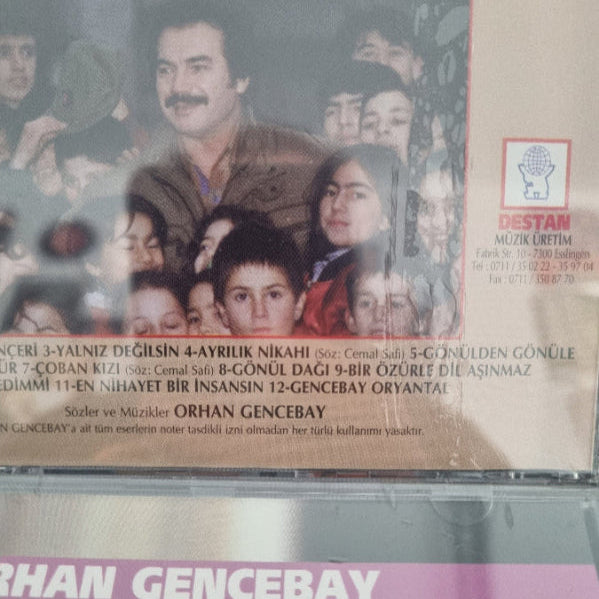 DESTAN
MÜZİK ÜRETİM
Fabrik Str. 10 - 7300 Esslingen
Tel : 0711 / 35 02 22 - 35 97 04
Fax : 0711 / 350 87 70
NÇERİ 3-YALNIZ DEĞİLSİN 4-AYRILIK NİKAHI (Söz: Cemal Safi) 5-GÖNÜLDEN GÖNÜLE
ÜR 7-ÇOBAN KIZI (Söz: Cemal Safi) 8-GÖNÜL DAĞI 9-BİR ÖZÜRLE DİL AŞINMAZ
EDİMMİ 11-EN NİHAYET BİR İNSANSIN 12-GENCEBAY ORYANTAL
Sözler ve Müzikler ORHAN GENCEBAY
N GENCEBAY'a ait tüm eserlerin noter tasdikli izni olmadan her türlü kullanımı yasaktır.
RHAN GENCEBAY